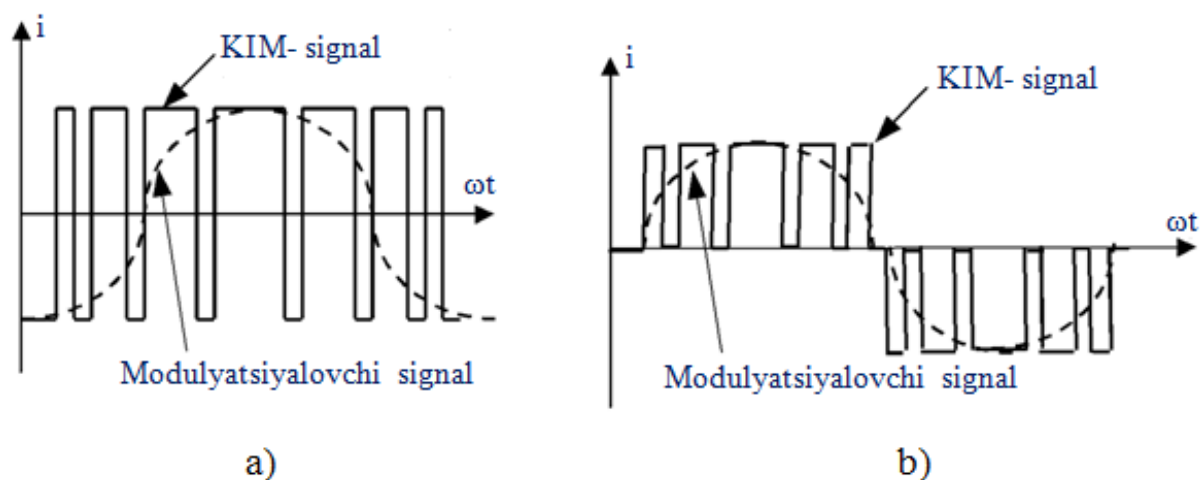 i
KIM- signal
ωt
Modulyatsiyalovchi signal
a)
i
KIM- signal
ωt
Modulyatsiyalovchi signal
b)